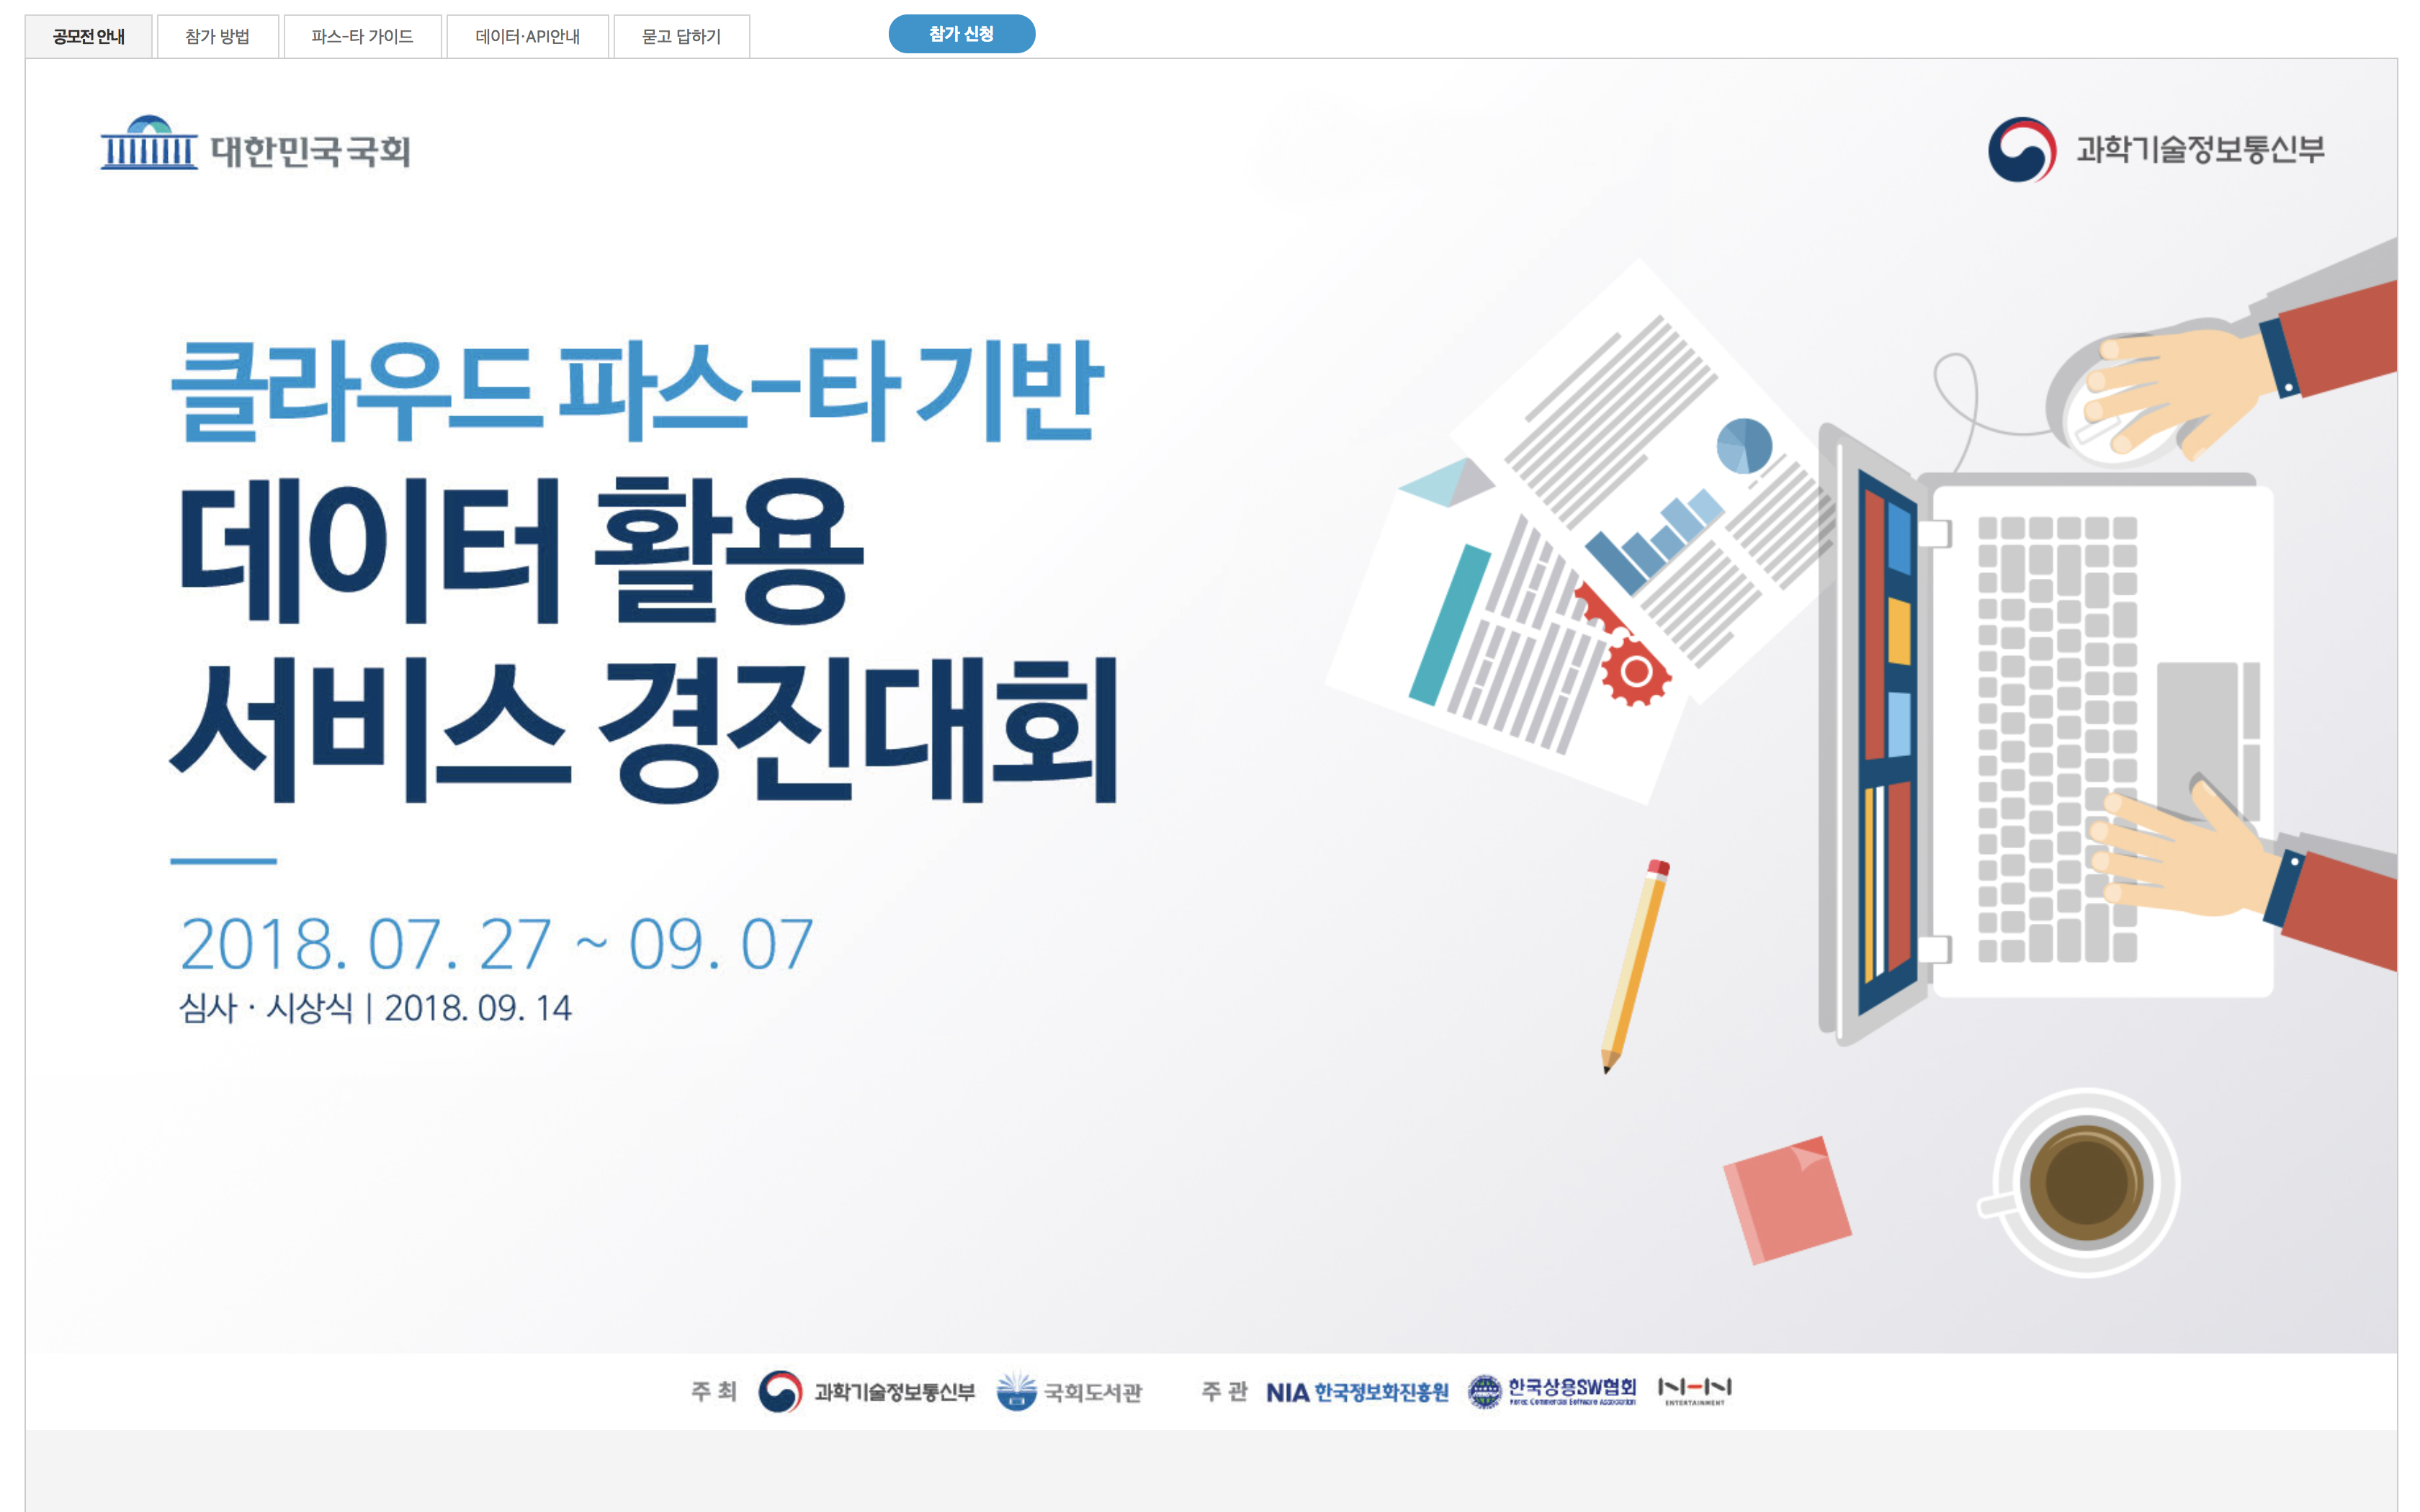 공모전 안내
참가 방법
파스-타 가이드
데이터·API안내
묻고 답하기
참가 신청
대한민국국회
과학기술정보통신부
클라우드 파스-타 기반
데이터 활용
서비스 경진대회
2018. 07. 27 ~ 09. 07
심사 · 시상식 | 2018. 09. 14
주 최 과학기술정보통신부 국회도서관 주 관 NIA 한국정보화진흥원 한국상용SW협회 NHN
Korea Commercial Software Association ENTERTAINMENT